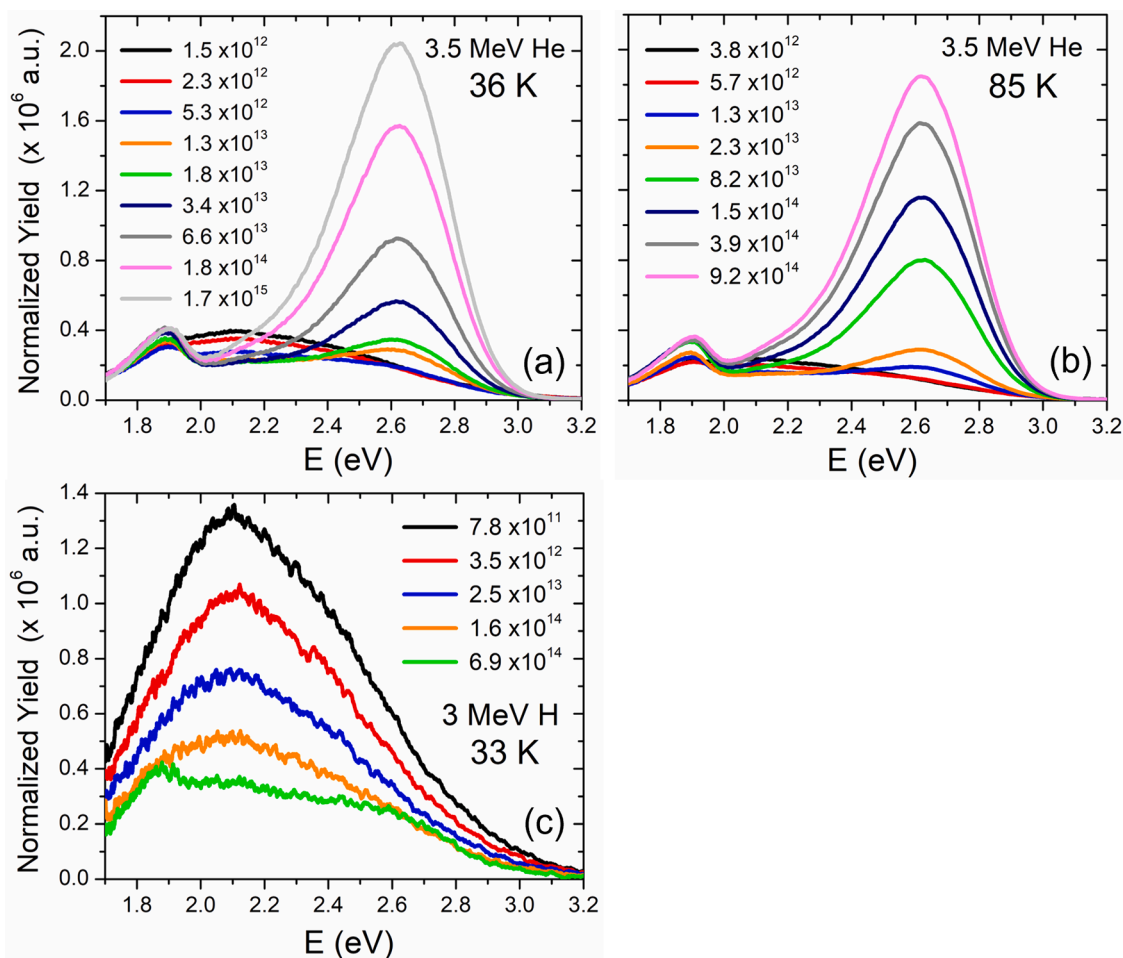 Normalized Yield (x 10⁶ a.u.)
2.0
1.6
1.2
0.8
0.4
0.0
1.5 x10¹²
2.3 x10¹²
5.3 x10¹²
1.3 x10¹³
1.8 x10¹³
3.4 x10¹³
6.6 x10¹³
1.8 x10¹⁴
1.7 x10¹⁵
3.5 MeV He
36 K
(a)
1.8 2.0 2.2 2.4 2.6 2.8 3.0 3.2
E (eV)
3.8 x10¹²
5.7 x10¹²
1.3 x10¹³
2.3 x10¹³
8.2 x10¹³
1.5 x10¹⁴
3.9 x10¹⁴
9.2 x10¹⁴
3.5 MeV He
85 K
(b)
1.8 2.0 2.2 2.4 2.6 2.8 3.0 3.2
E (eV)
Normalized Yield (x 10⁶ a.u.)
1.4
1.2
1.0
0.8
0.6
0.4
0.2
0.0
7.8 x10¹¹
3.5 x10¹²
2.5 x10¹³
1.6 x10¹⁴
6.9 x10¹⁴
3 MeV H
33 K
(c)
1.8 2.0 2.2 2.4 2.6 2.8 3.0 3.2
E (eV)